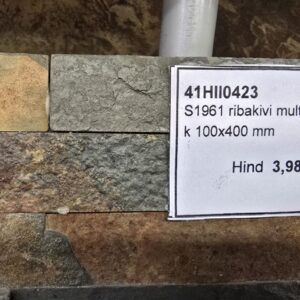 41HII0423
S1961 ribakivi mult
k 100x400 mm
Hind 3,98